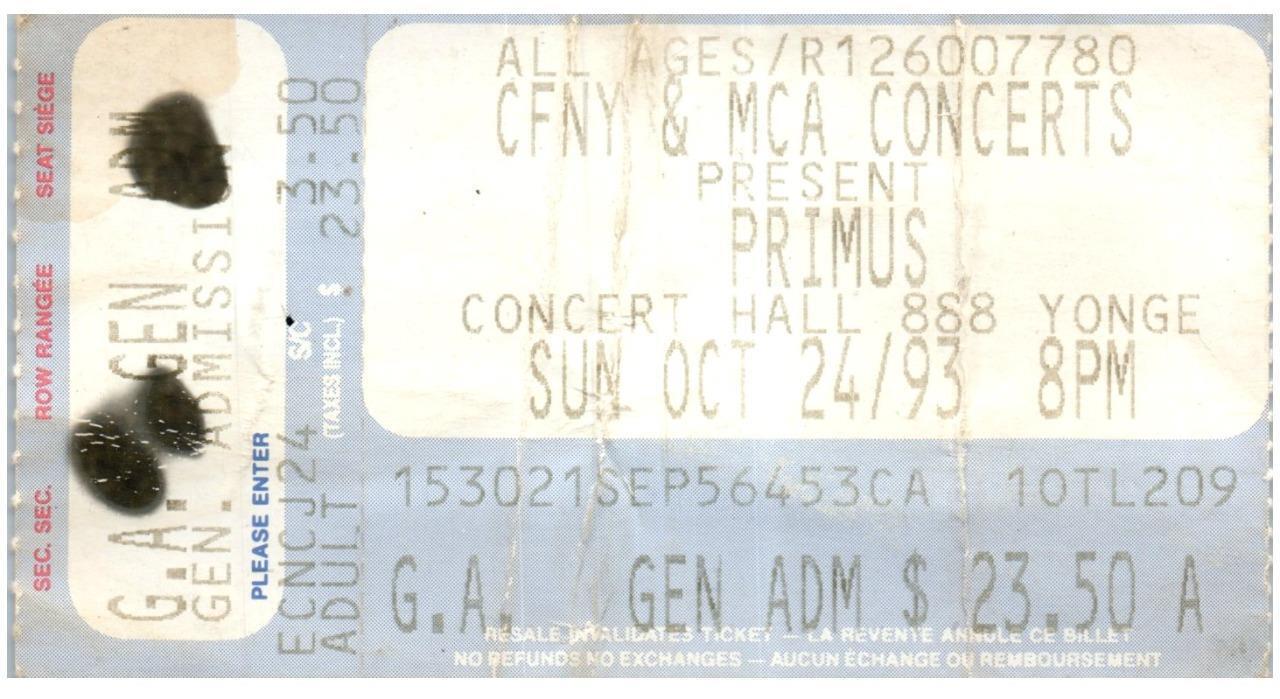 ALL AGES/R126007780
CFNY & MCA CONCERTS
PRESENT
PRIMUS
CONCERT HALL 888 YONGE
SUN OCT 24/93 8PM
153021SEP56453CA 10TL209
G.A. GEN ADM $ 23.50 A
RESALE INVALIDATES TICKET — LA REVENTE ANNULE CE BILLET
NO REFUNDS NO EXCHANGES — AUCUN ÉCHANGE OU REMBOURSEMENT
SEC. SEC. ROW RANGÉE SEAT SIÈGE
G.A. GEN
GEN. ADMISSI
PLEASE ENTER
ECNCJ24 S/C 3.50
ADULT (TAXES INCL.) $ 23.50